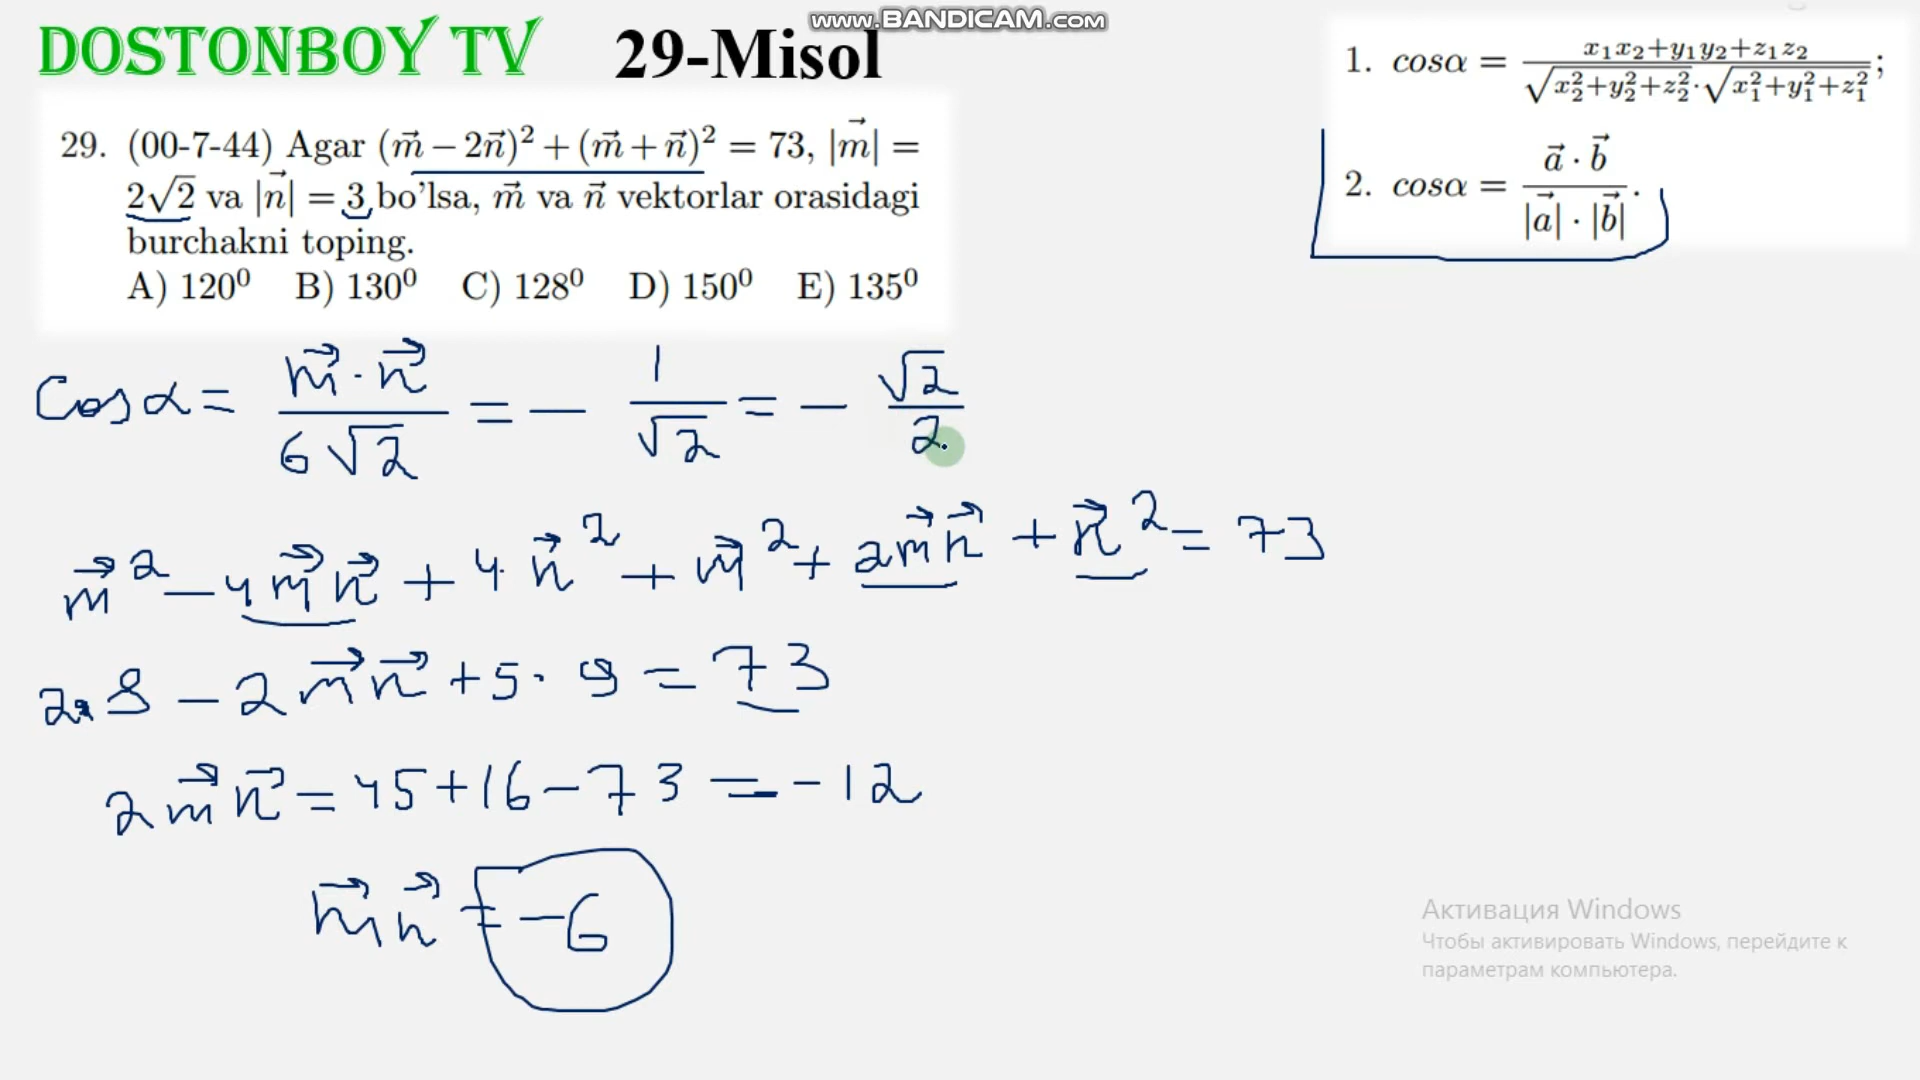 www.BANDICAM.com
DOSTONBOY TV 29-Misol
29. (00-7-44) Agar (m⃗ − 2n⃗)² + (m⃗ + n⃗)² = 73, |m⃗| =
2√2 va |n⃗| = 3 bo'lsa, m⃗ va n⃗ vektorlar orasidagi
burchakni toping.
A) 120⁰ B) 130⁰ C) 128⁰ D) 150⁰ E) 135⁰
1. cosα = (x₁x₂+y₁y₂+z₁z₂)/(√(x₂²+y₂²+z₂²)·√(x₁²+y₁²+z₁²));
2. cosα = (a⃗ · b⃗)/(|a⃗| · |b⃗|).
Cosα = (m⃗ · n⃗)/(6√2) = − 1/√2 = − √2/2
m⃗² − 4m⃗n⃗ + 4·n⃗² + m⃗² + 2m⃗n⃗ + n⃗² = 73
2·8 − 2m⃗n⃗ + 5·9 = 73
2m⃗n⃗ = 45 + 16 − 73 = −12
m⃗n⃗ = −6
Активация Windows
Чтобы активировать Windows, перейдите к
параметрам компьютера.